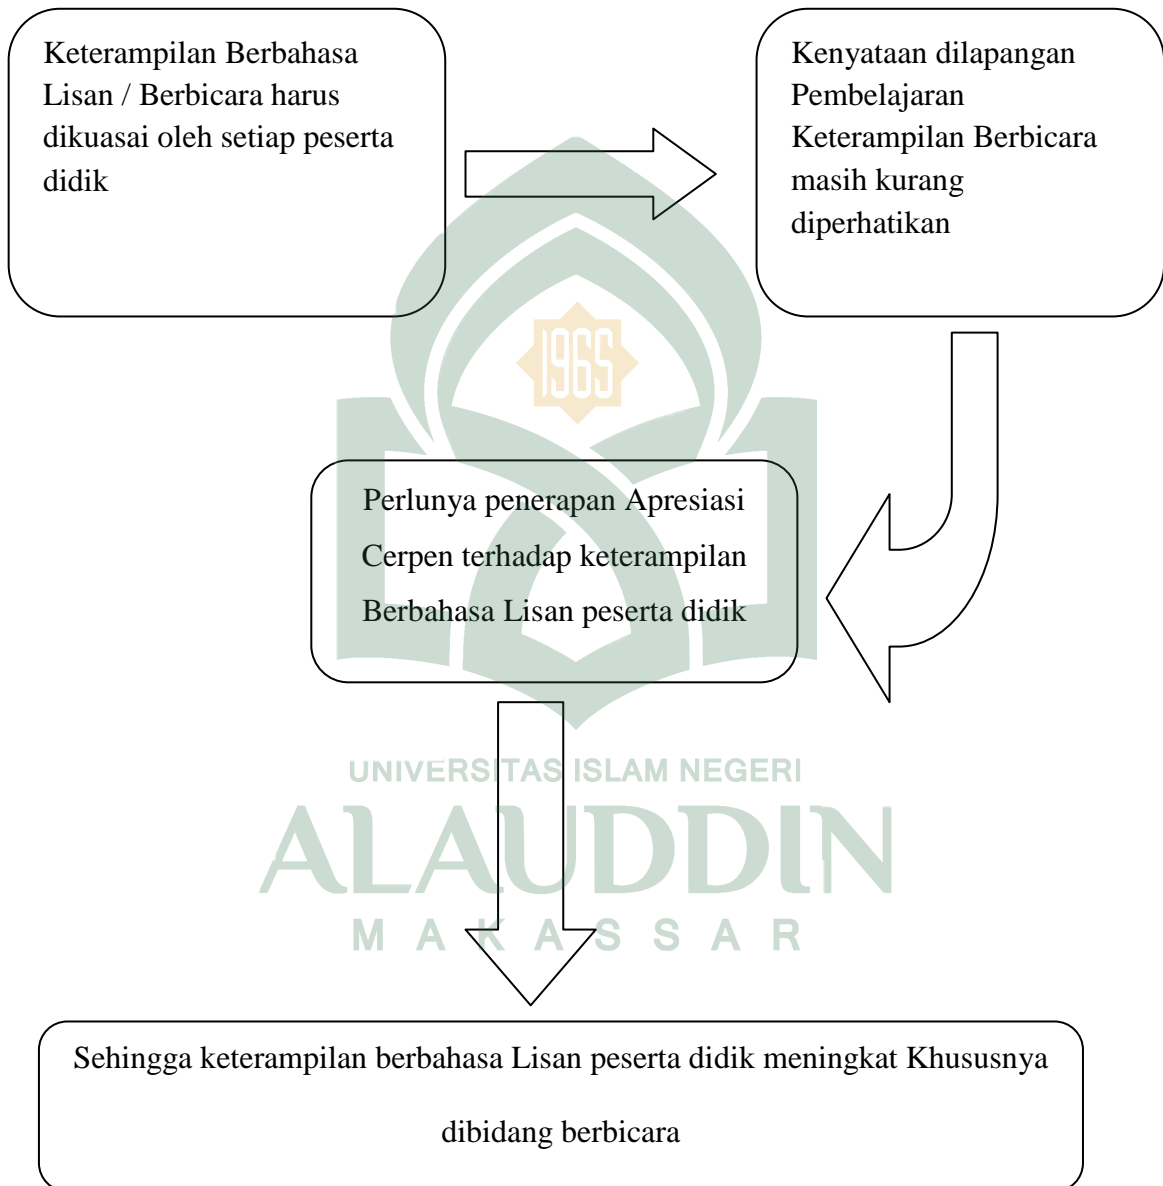 Keterampilan Berbahasa
Lisan / Berbicara harus
dikuasai oleh setiap peserta
didik
Kenyataan dilapangan
Pembelajaran
Keterampilan Berbicara
masih kurang
diperhatikan
1965
Perlunya penerapan Apresiasi
Cerpen terhadap keterampilan
Berbahasa Lisan peserta didik
UNIVERSITAS ISLAM NEGERI
ALAUDDIN
MAKASSAR
Sehingga keterampilan berbahasa Lisan peserta didik meningkat Khususnya
dibidang berbicara